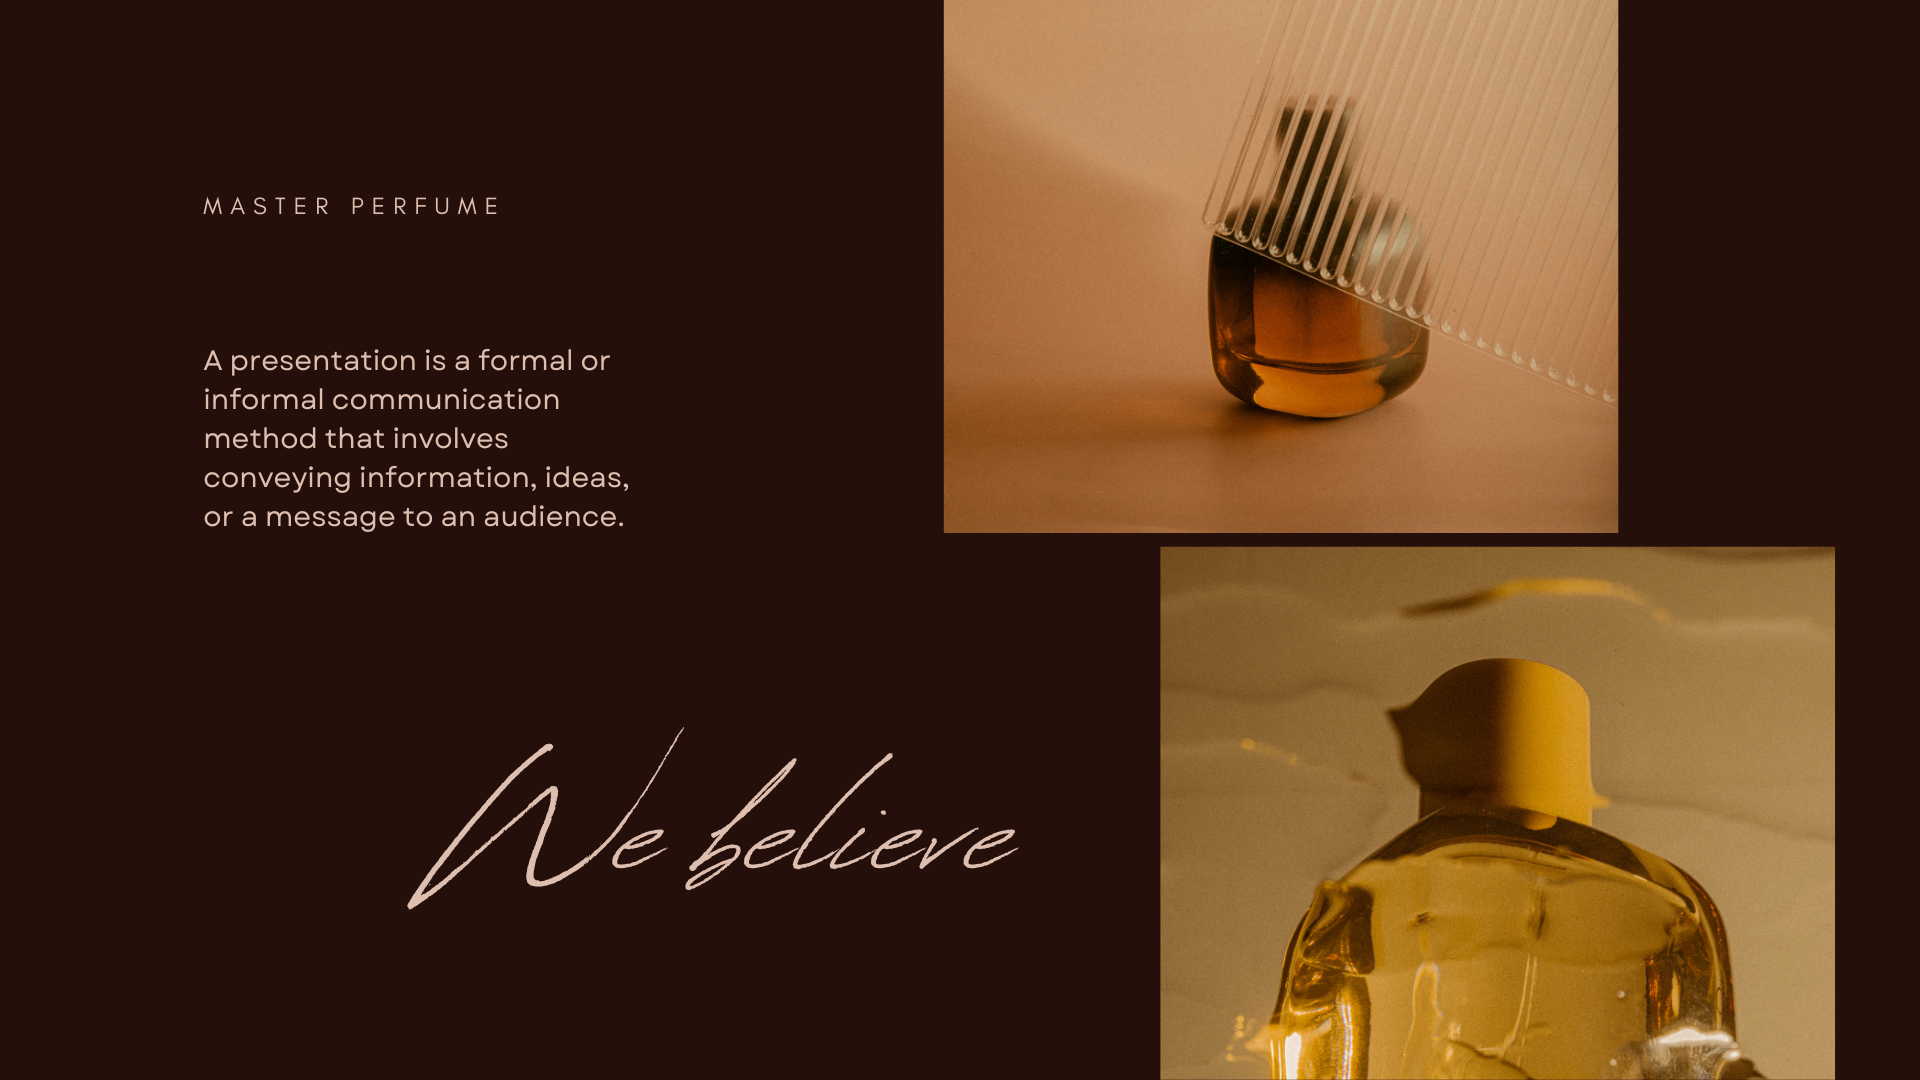 MASTER PERFUME
A presentation is a formal or
informal communication
method that involves
conveying information, ideas,
or a message to an audience.
We believe